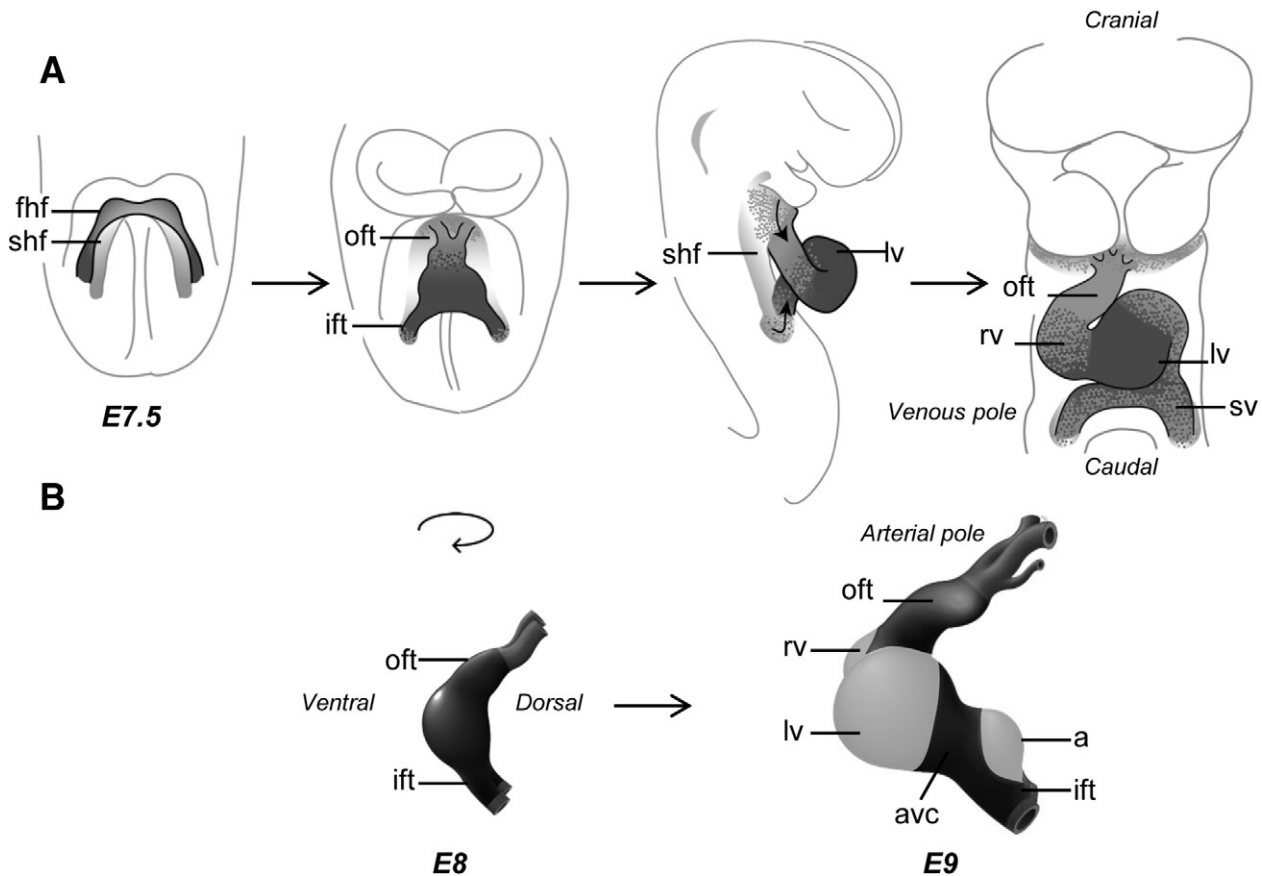 A
fhf
shf
E7.5
oft
ift
shf
lv
Cranial
oft
rv
lv
Venous pole
sv
Caudal
B
oft
Ventral
Dorsal
ift
E8
Arterial pole
oft
rv
lv
a
ift
avc
E9